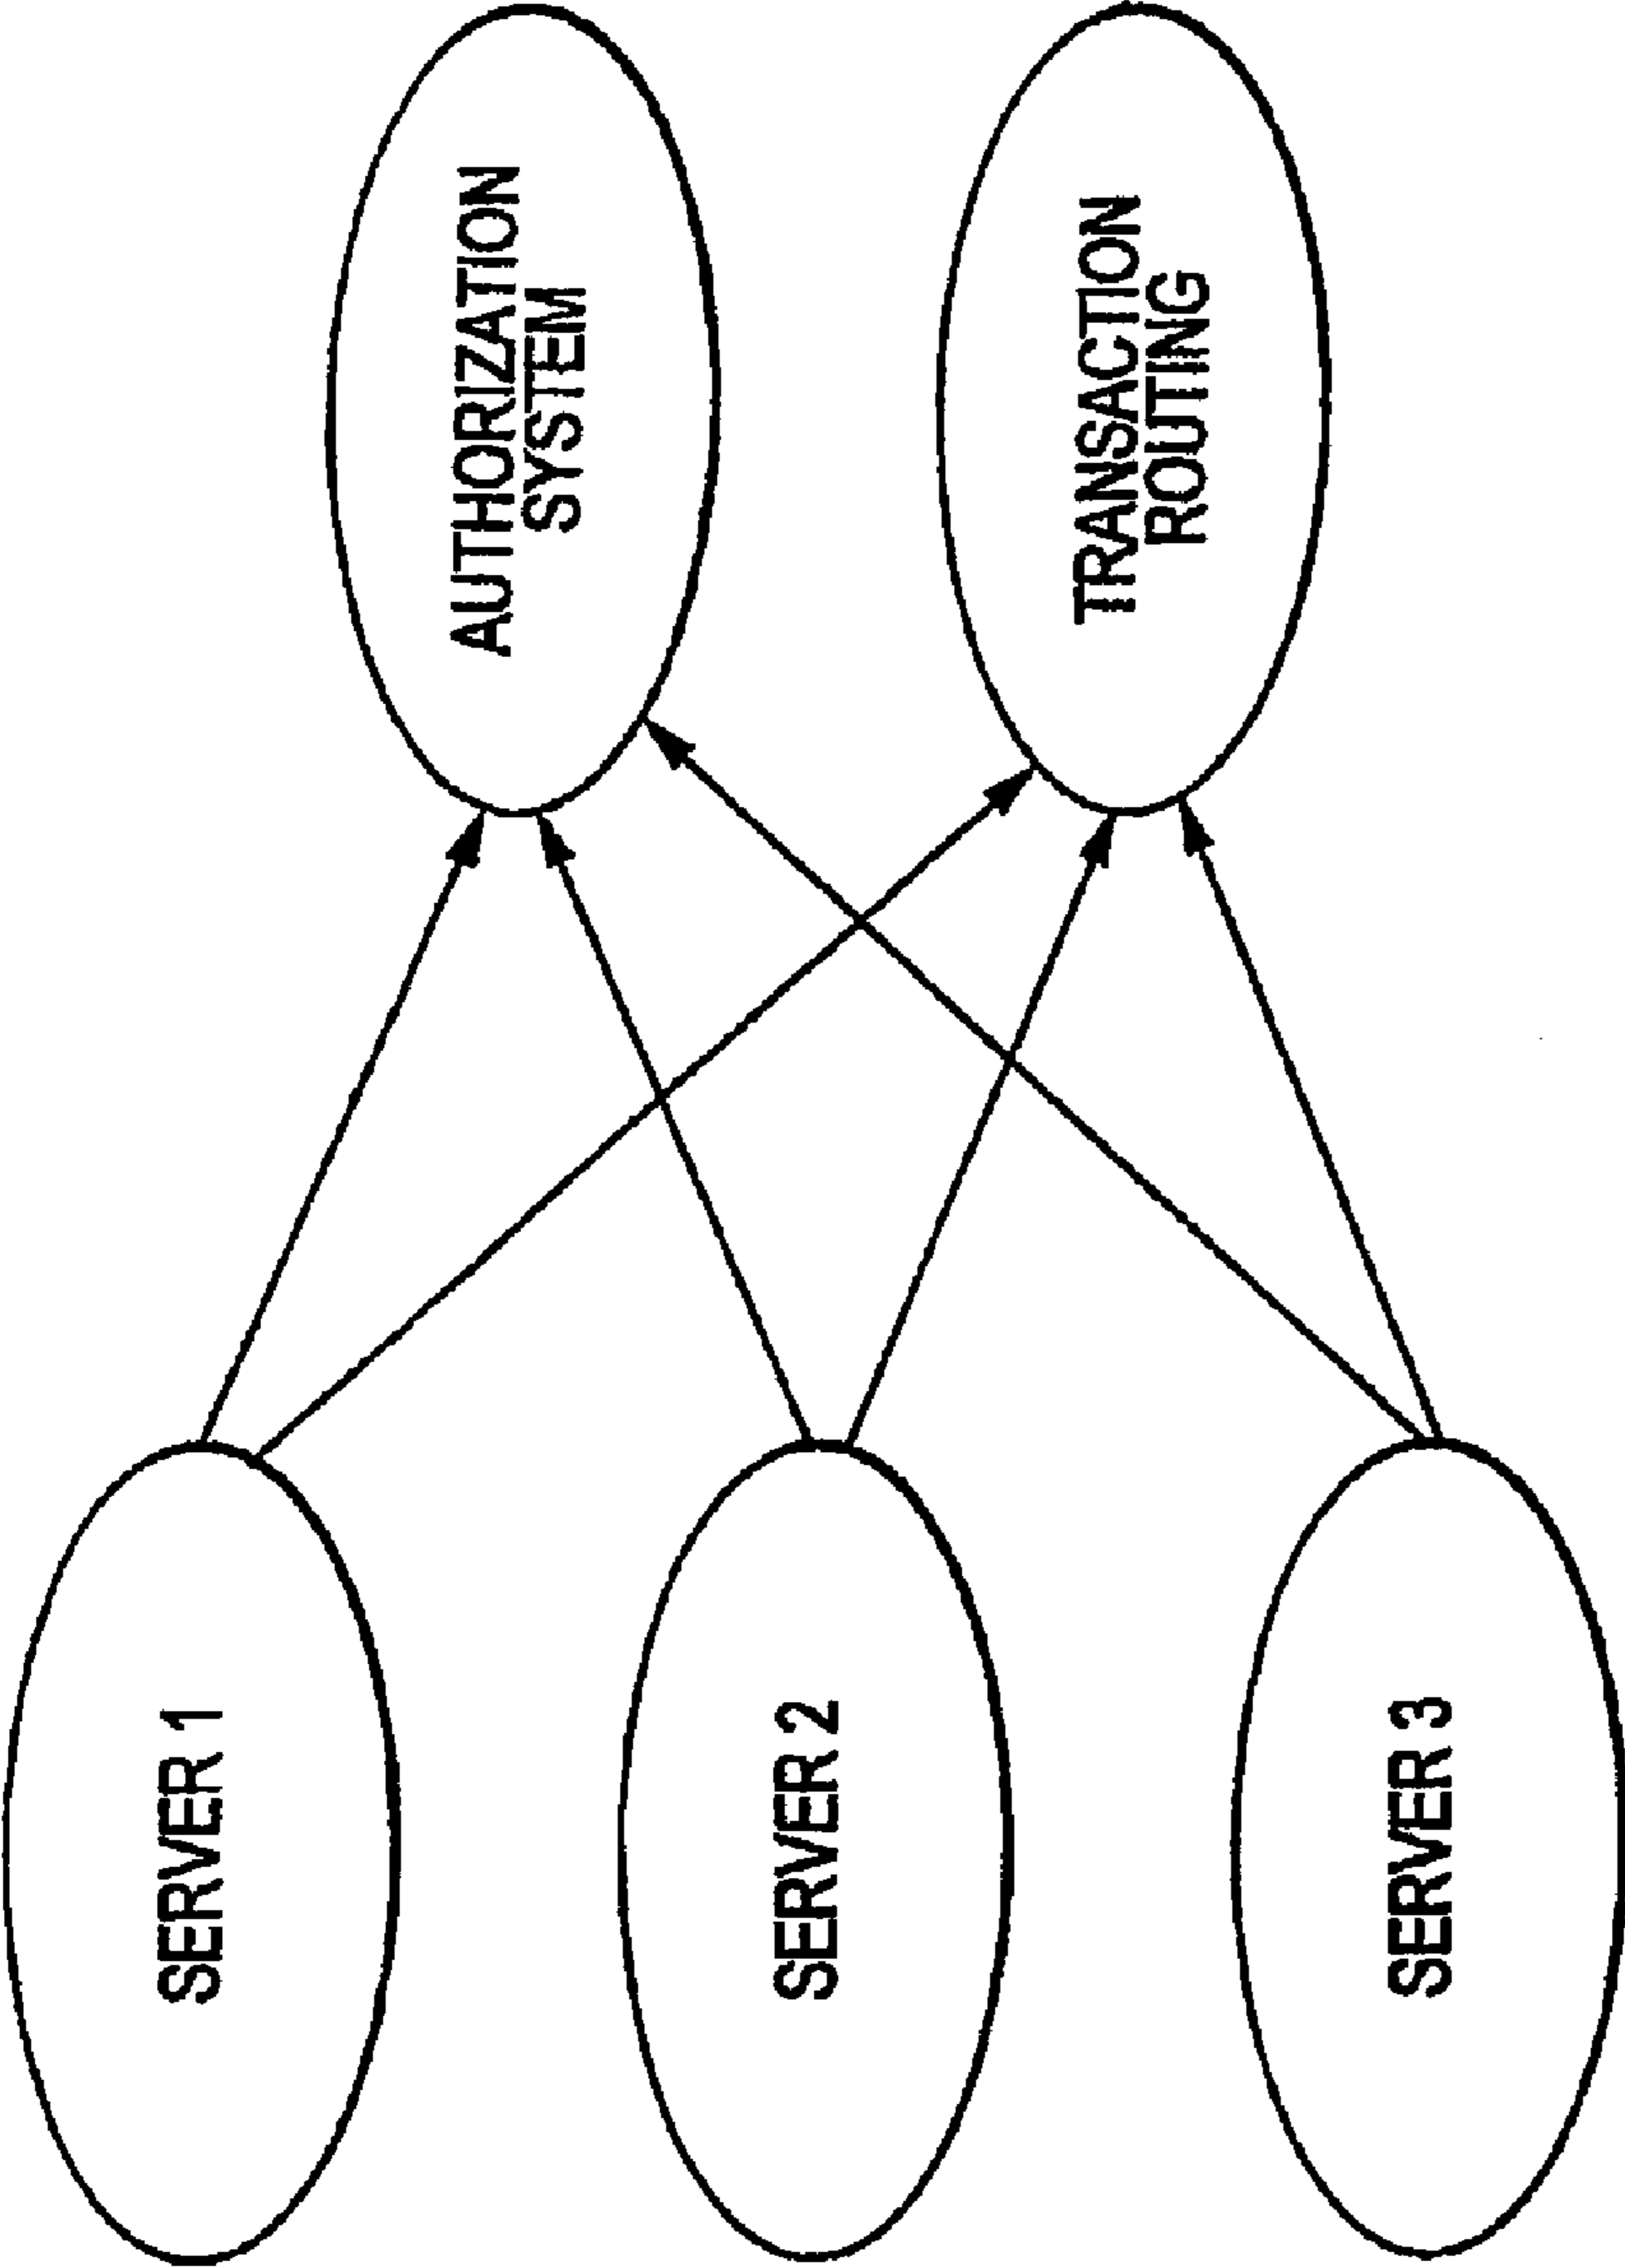 SERVER 1
SERVER 2
SERVER 3
AUTHORIZATION
SYSTEM
TRANSACTION
ROUTING